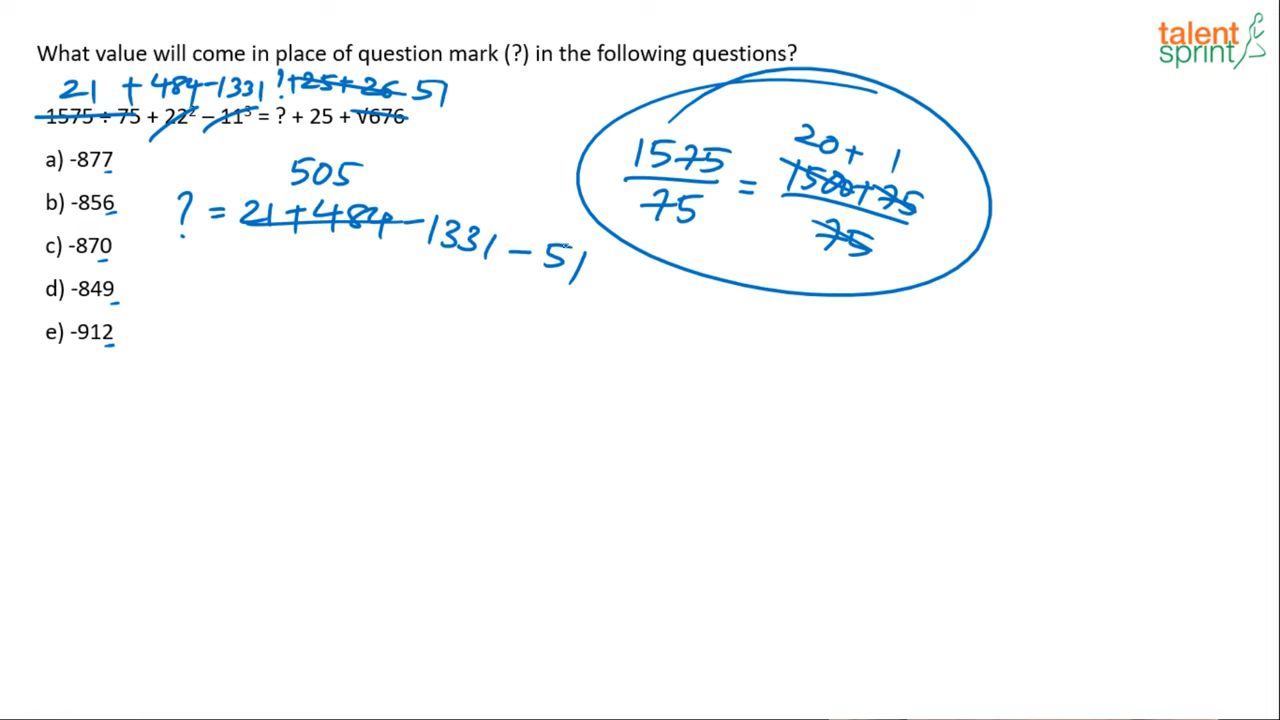 talent
sprint
What value will come in place of question mark (?) in the following questions?
21 + 484 - 1331 ? + 25 + 26 51
1575 ÷ 75 + 22² – 11³ = ? + 25 + √676
a) -877
b) -856
c) -870
d) -849
e) -912
505
? = 21 + 484 - 1331 - 51
20 + 1
1575 / 75 = 1500 + 75 / 75